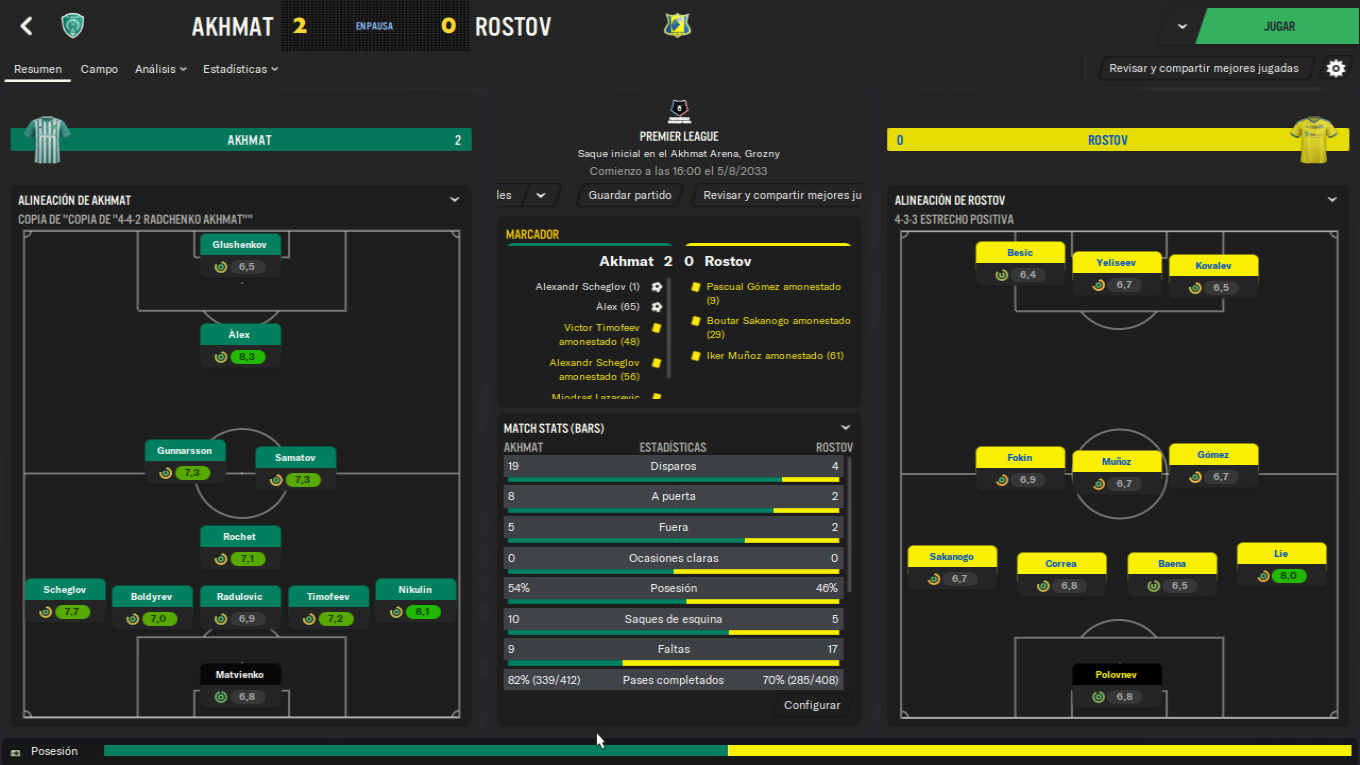 AKHMAT 2 EN PAUSA 0 ROSTOV
JUGAR
Resumen Campo Análisis Estadísticas
Revisar y compartir mejores jugadas
AKHMAT 2
PREMIER LEAGUE
Saque inicial en el Akhmat Arena, Grozny
Comienzo a las 16:00 el 5/8/2033
les Guardar partido Revisar y compartir mejores ju
0 ROSTOV
ALINEACIÓN DE AKHMAT
COPIA DE "COPIA DE "4-4-2 RADCHENKO AKHMAT""
Glushenkov
6,5
Àlex
8,3
Gunnarsson
7,3
Samatov
7,3
Rochet
7,1
Scheglov
7,7
Boldyrev
7,0
Radulovic
6,9
Timofeev
7,2
Nikulin
8,1
Matvienko
6,8
MARCADOR
Akhmat 2 0 Rostov
Alexandr Scheglov (1)
Àlex (65)
Victor Timofeev
amonestado (48)
Alexandr Scheglov
amonestado (56)
Miodrag Lazarevic
Pascual Gómez amonestado
(9)
Boutar Sakanogo amonestado
(29)
Iker Muñoz amonestado (61)
MATCH STATS (BARS)
AKHMAT ESTADÍSTICAS ROSTOV
19 Disparos 4
8 A puerta 2
5 Fuera 2
0 Ocasiones claras 0
54% Posesión 46%
10 Saques de esquina 5
9 Faltas 17
82% (339/412) Pases completados 70% (285/408)
Configurar
ALINEACIÓN DE ROSTOV
4-3-3 ESTRECHO POSITIVA
Besic
6,4
Yeliseev
6,7
Kovalev
6,5
Fokin
6,9
Muñoz
6,7
Gómez
6,7
Sakanogo
6,7
Correa
6,8
Baena
6,5
Lie
8,0
Polovnev
6,8
Posesión